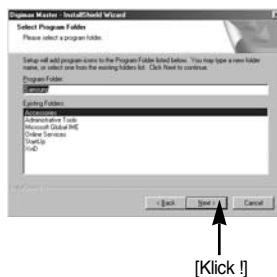 Digimax Master - InstallShield Wizard
Select Program Folder
Please select a program folder.
Setup will add program icons to the Program Folder listed below. You may type a new folder
name, or select one from the existing folders list. Click Next to continue.
Program Folder:
Samsung
Existing Folders:
Accessories
Administrative Tools
Microsoft Global IME
Online Services
StartUp
XnD
< Back
Next >
Cancel
[Klick !]